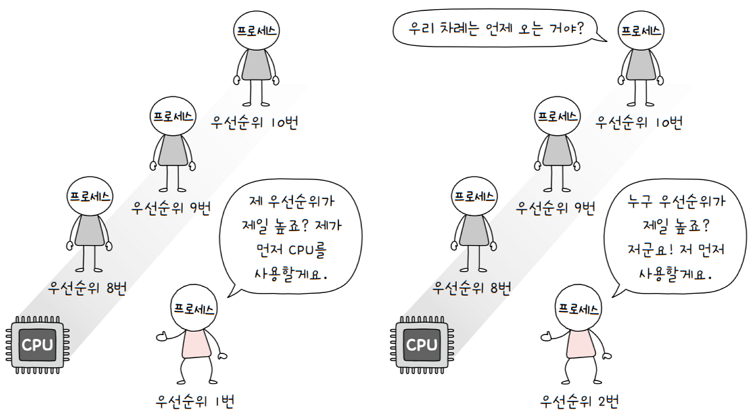 프로세스
우선순위 10번
프로세스
우선순위 9번
프로세스
우선순위 8번
제 우선순위가
제일 높죠? 제가
먼저 CPU를
사용할게요.
프로세스
우선순위 1번
CPU
우리 차례는 언제 오는 거야?
프로세스
우선순위 10번
프로세스
우선순위 9번
프로세스
우선순위 8번
누구 우선순위가
제일 높죠?
저군요! 저 먼저
사용할게요.
프로세스
우선순위 2번
CPU